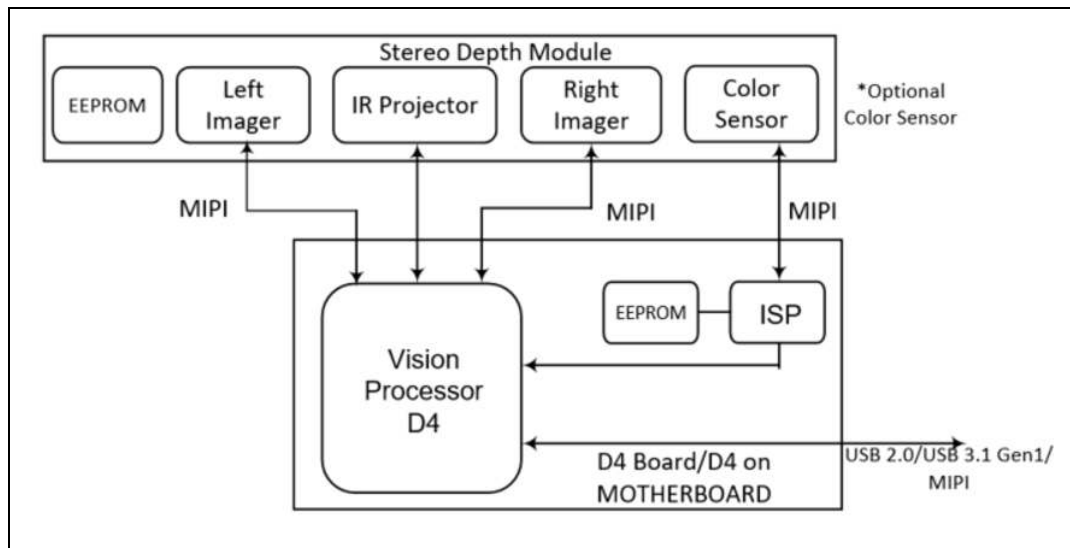 Stereo Depth Module
EEPROM
Left
Imager
IR Projector
Right
Imager
Color
Sensor
*Optional
Color Sensor
MIPI
MIPI
MIPI
EEPROM
ISP
Vision
Processor
D4
D4 Board/D4 on
MOTHERBOARD
USB 2.0/USB 3.1 Gen1/
MIPI